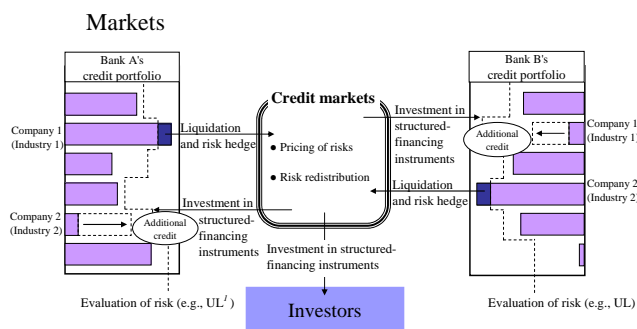 Markets
Bank A's
credit portfolio
Company 1
(Industry 1)
Company 2
(Industry 2)
Additional
credit
Evaluation of risk (e.g., UL¹)
Liquidation
and risk hedge
Investment in
structured-
financing
instruments
Credit markets
● Pricing of risks
● Risk redistribution
Investment in structured-
financing instruments
Investors
Investment in
structured-
financing
instruments
Liquidation
and risk hedge
Bank B's
credit portfolio
Additional
credit
Company 1
(Industry 1)
Company 2
(Industry 2)
Evaluation of risk (e.g., UL)